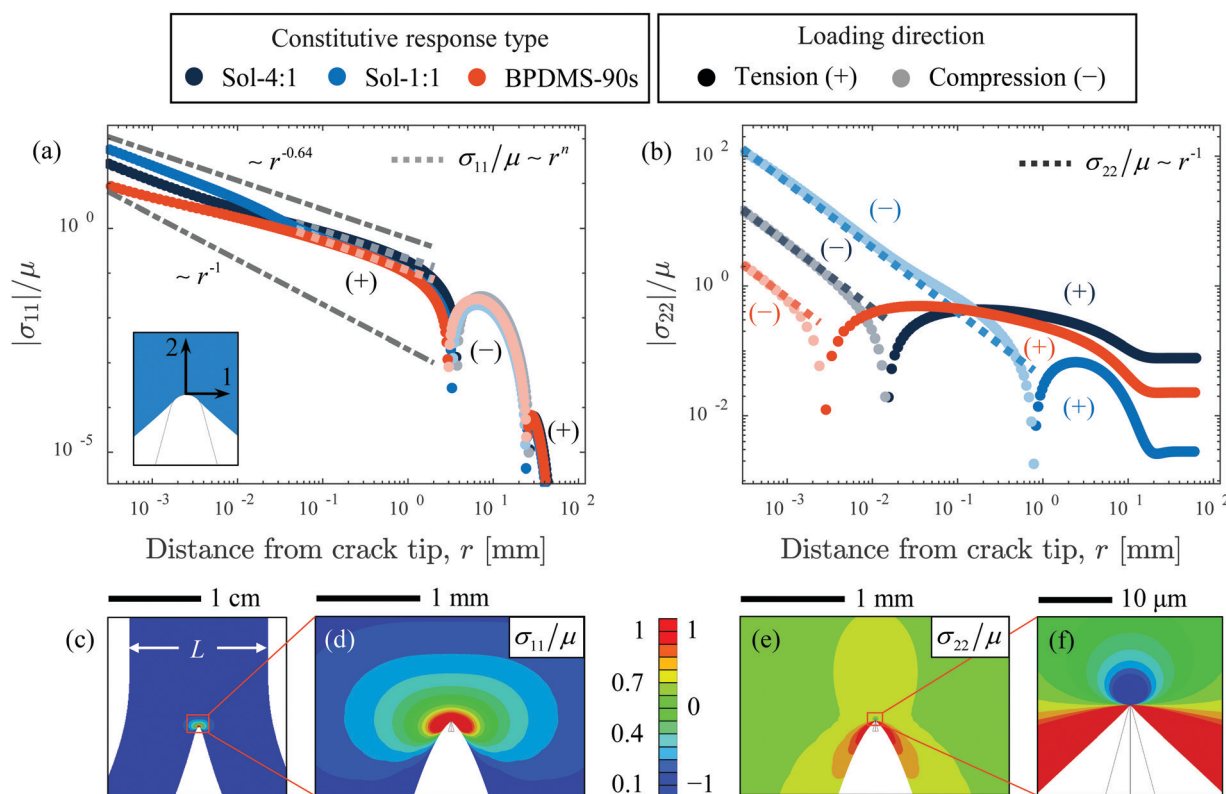 Constitutive response type
Sol-4:1 Sol-1:1 BPDMS-90s
Loading direction
Tension (+) Compression (−)
(a)
~ r^-0.64
σ₁₁/μ ~ rⁿ
~ r^-1
(+)
(−)
(+)
2
1
10^0
10^-5
|σ₁₁|/μ
10^-3 10^-2 10^-1 10^0 10^1 10^2
Distance from crack tip, r [mm]
(b)
σ₂₂/μ ~ r^-1
(−)
(−)
(−)
(+)
(+)
(+)
10^2
10^0
10^-2
|σ₂₂|/μ
10^-3 10^-2 10^-1 10^0 10^1 10^2
Distance from crack tip, r [mm]
1 cm
1 mm
1 mm
10 μm
(c)
L
(d)
σ₁₁/μ
1 1
0.7
0
0.1 −1
(e)
σ₂₂/μ
(f)